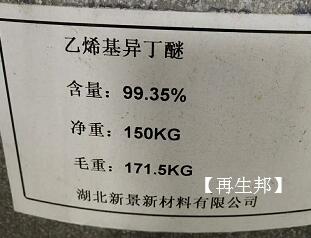 乙烯基异丁醚
含量：99.35%
净重：150KG
毛重：171.5KG
【再生邦】
湖北新景新材料有限公司